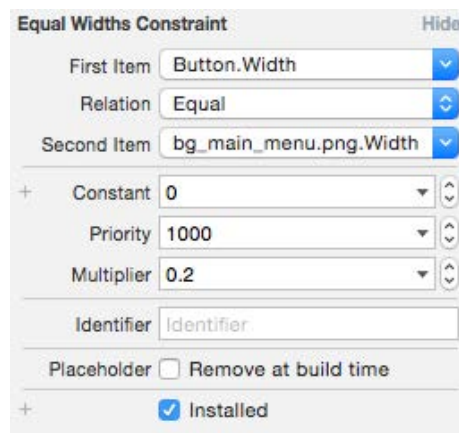 Equal Widths Constraint Hide
First Item Button.Width
Relation Equal
Second Item bg_main_menu.png.Width
+ Constant 0
Priority 1000
Multiplier 0.2
Identifier Identifier
Placeholder Remove at build time
+ Installed